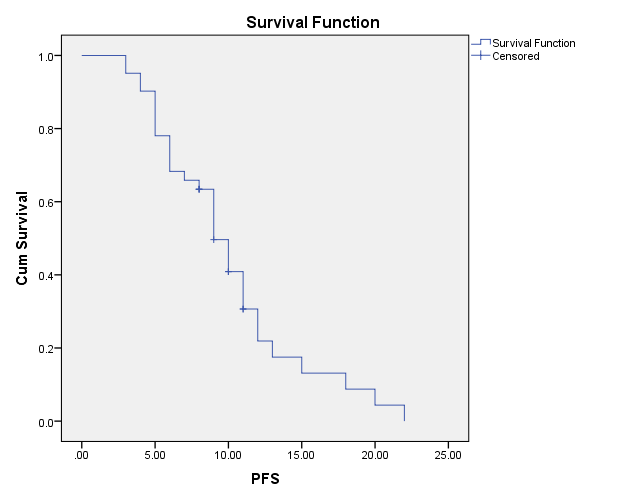 Survival Function
Survival Function
Censored
1.0
0.8
0.6
0.4
0.2
0.0
Cum Survival
.00 5.00 10.00 15.00 20.00 25.00
PFS